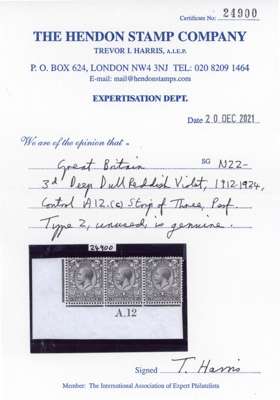 Certificate No: 24900
THE HENDON STAMP COMPANY
TREVOR I. HARRIS, A.I.E.P.
P. O. BOX 624, LONDON NW4 3NJ TEL: 020 8209 1464
E-mail: mail@hendonstamps.com
EXPERTISATION DEPT.
Date 20 DEC 2021
We are of the opinion that :-
Great Britain SG N22-
3d Deep Dull Reddish Violet, 1912-1924,
Control A12.(c) Strip of Three, Perf
Type 2, unused, is genuine.
24900
A.12
Signed T. Harris
Member: The International Association of Expert Philatelists